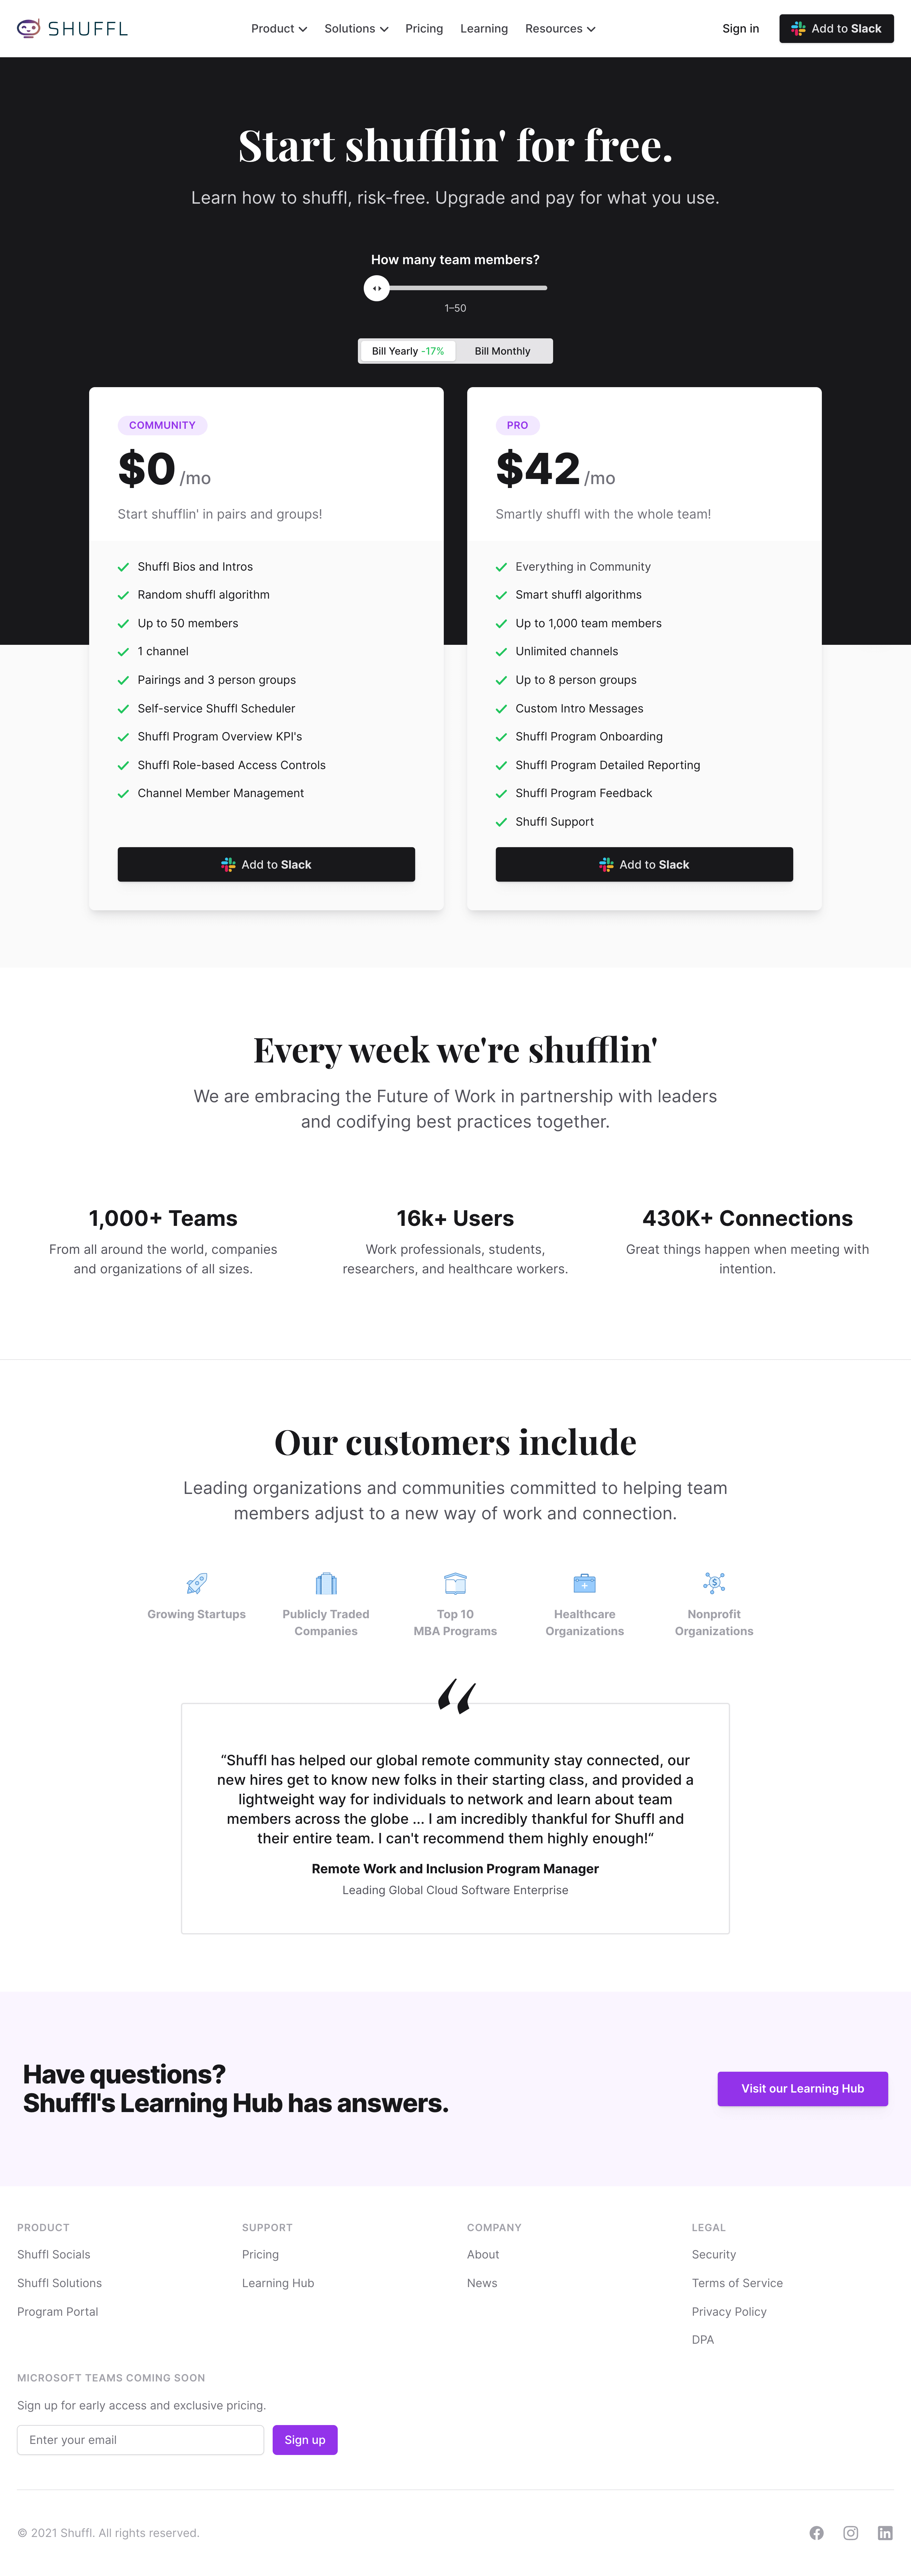 SHUFFL
Product
Solutions
Pricing
Learning
Resources
Sign in
Add to Slack
Start shufflin' for free.
Learn how to shuffl, risk-free. Upgrade and pay for what you use.
How many team members?
1–50
Bill Yearly -17%
Bill Monthly
COMMUNITY
$0 /mo
Start shufflin' in pairs and groups!
Shuffl Bios and Intros
Random shuffl algorithm
Up to 50 members
1 channel
Pairings and 3 person groups
Self-service Shuffl Scheduler
Shuffl Program Overview KPI's
Shuffl Role-based Access Controls
Channel Member Management
Add to Slack
PRO
$42 /mo
Smartly shuffl with the whole team!
Everything in Community
Smart shuffl algorithms
Up to 1,000 team members
Unlimited channels
Up to 8 person groups
Custom Intro Messages
Shuffl Program Onboarding
Shuffl Program Detailed Reporting
Shuffl Program Feedback
Shuffl Support
Add to Slack
Every week we're shufflin'
We are embracing the Future of Work in partnership with leaders
and codifying best practices together.
1,000+ Teams
From all around the world, companies
and organizations of all sizes.
16k+ Users
Work professionals, students,
researchers, and healthcare workers.
430K+ Connections
Great things happen when meeting with
intention.
Our customers include
Leading organizations and communities committed to helping team
members adjust to a new way of work and connection.
Growing Startups
Publicly Traded
Companies
Top 10
MBA Programs
Healthcare
Organizations
Nonprofit
Organizations
“
“Shuffl has helped our global remote community stay connected, our
new hires get to know new folks in their starting class, and provided a
lightweight way for individuals to network and learn about team
members across the globe ... I am incredibly thankful for Shuffl and
their entire team. I can't recommend them highly enough!“
Remote Work and Inclusion Program Manager
Leading Global Cloud Software Enterprise
Have questions?
Shuffl's Learning Hub has answers.
Visit our Learning Hub
PRODUCT
Shuffl Socials
Shuffl Solutions
Program Portal
SUPPORT
Pricing
Learning Hub
COMPANY
About
News
LEGAL
Security
Terms of Service
Privacy Policy
DPA
MICROSOFT TEAMS COMING SOON
Sign up for early access and exclusive pricing.
Enter your email
Sign up
© 2021 Shuffl. All rights reserved.